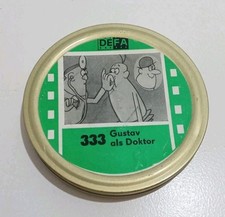 DEFA
333 Gustav
als Doktor